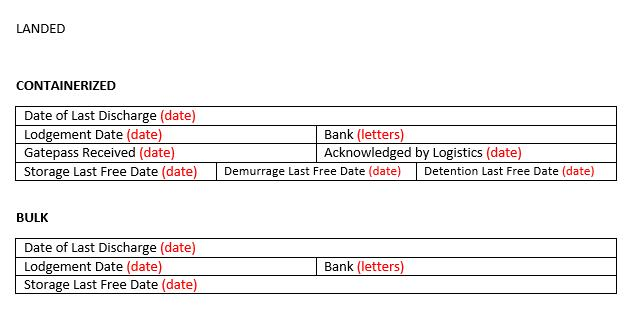 LANDED
CONTAINERIZED
Date of Last Discharge (date)
Lodgement Date (date) Bank (letters)
Gatepass Received (date) Acknowledged by Logistics (date)
Storage Last Free Date (date) Demurrage Last Free Date (date) Detention Last Free Date (date)
BULK
Date of Last Discharge (date)
Lodgement Date (date) Bank (letters)
Storage Last Free Date (date)